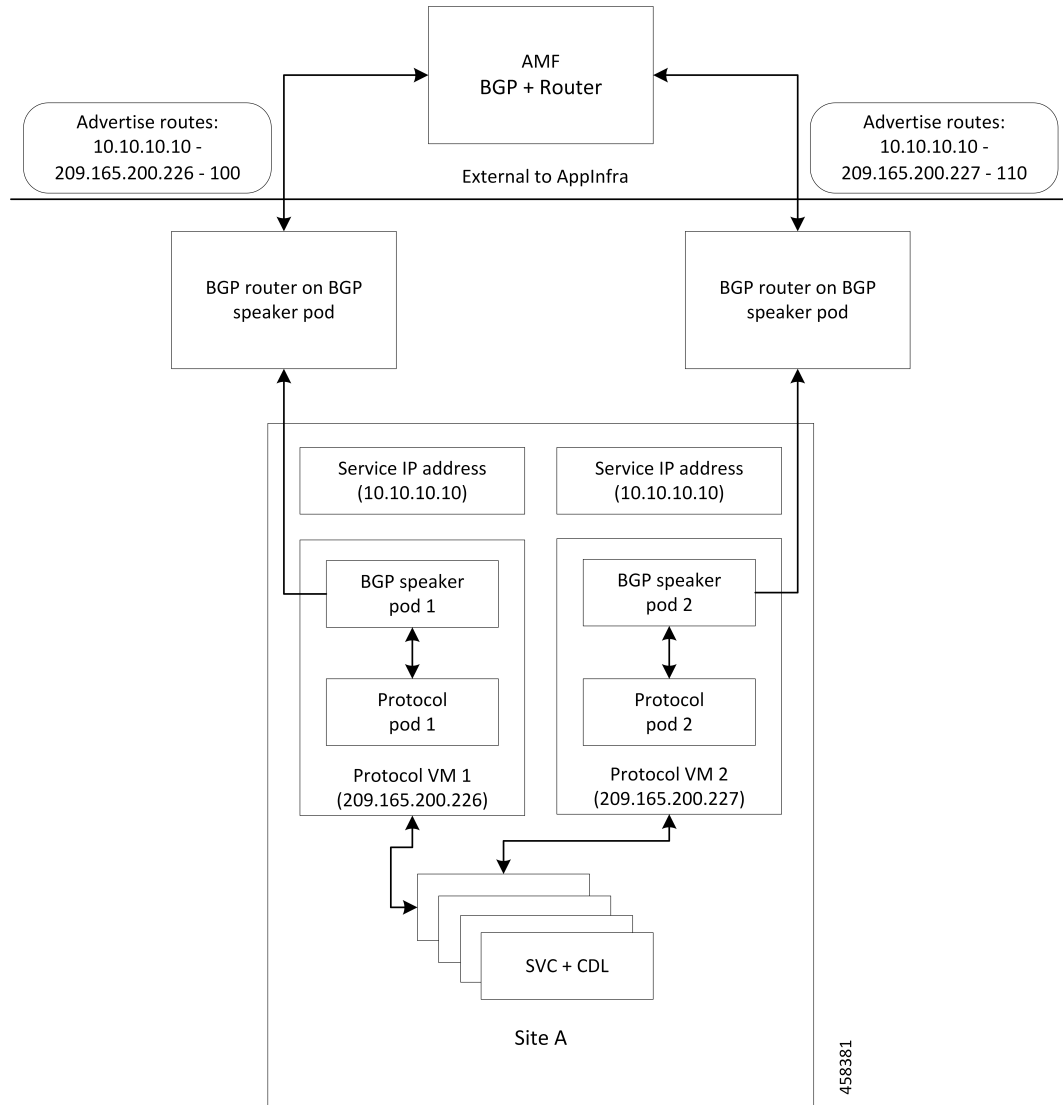 AMF
BGP + Router
Advertise routes:
10.10.10.10 -
209.165.200.226 - 100
Advertise routes:
10.10.10.10 -
209.165.200.227 - 110
External to AppInfra
BGP router on BGP
speaker pod
BGP router on BGP
speaker pod
Service IP address
(10.10.10.10)
Service IP address
(10.10.10.10)
BGP speaker
pod 1
BGP speaker
pod 2
Protocol
pod 1
Protocol
pod 2
Protocol VM 1
(209.165.200.226)
Protocol VM 2
(209.165.200.227)
SVC + CDL
Site A
458381